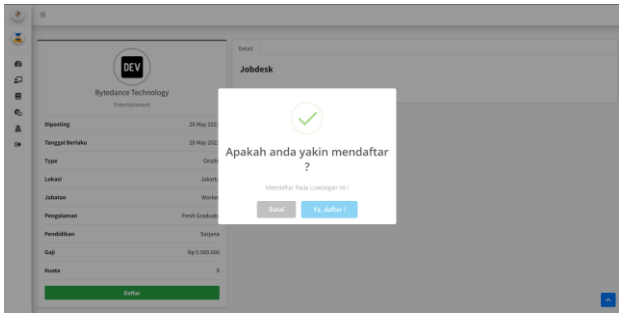 Detail
DEV
Jobdesk
Bytedance Technology
Entertainment
Diposting 28 May 202
Tanggal Berlaku 28 May 202
Type Onsit
Lokasi Jakart
Jabatan Worke
Pengalaman Fresh Graduat
Pendidikan Sarjana
Gaji Rp 5.500.000
Kuota 9
Daftar
Apakah anda yakin mendaftar
?
Mendaftar Pada Lowongan Ini !
Batal Ya, daftar !